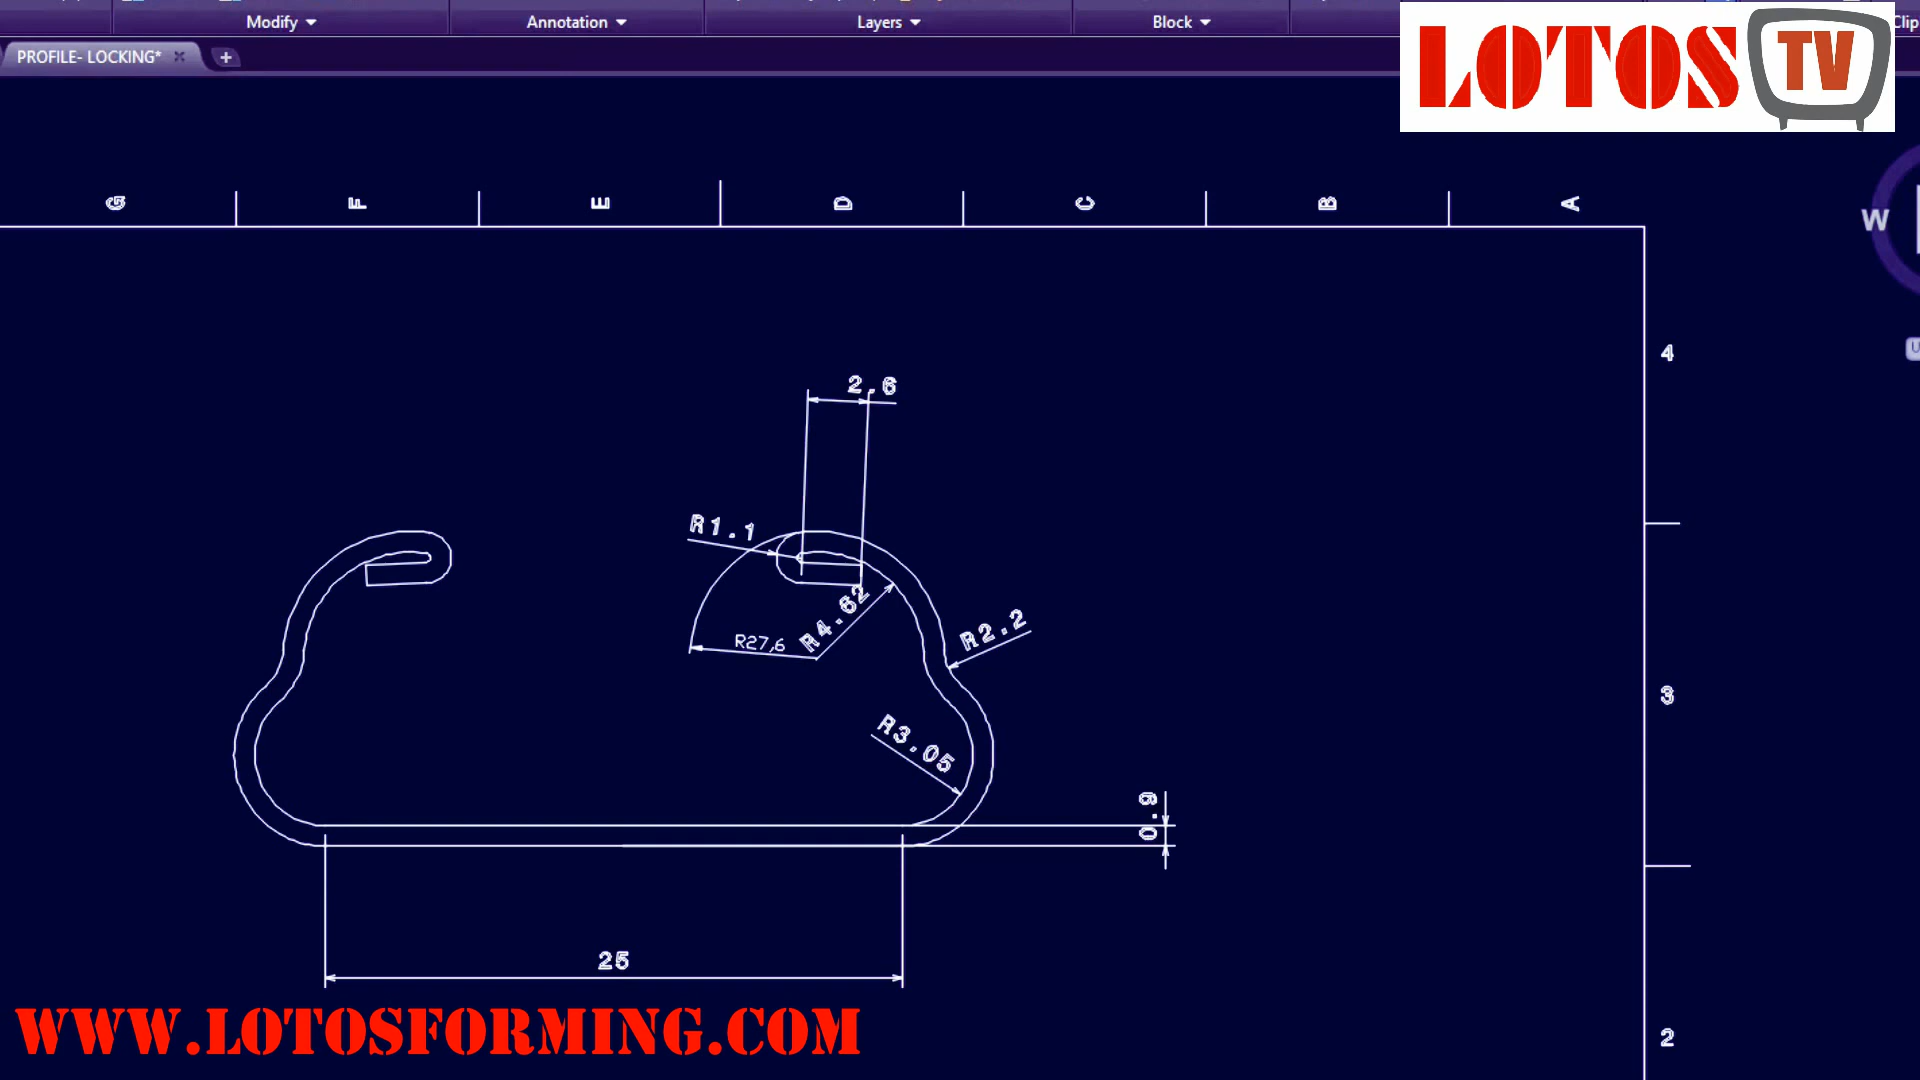 Modify
Annotation
Layers
Block
Clip
PROFILE- LOCKING*
LOTOS TV
G
F
E
D
C
B
A
W
4
2.6
R1.1
R4.62
R27,6
R2.2
3
R3.05
0.9
25
WWW.LOTOSFORMING.COM
2